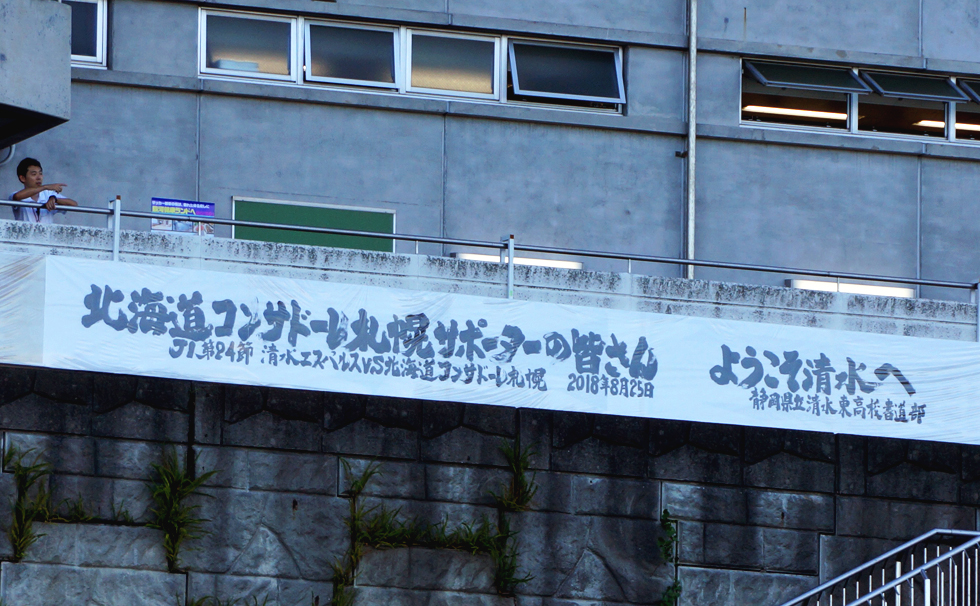 北海道コンサドーレ札幌サポーターの皆さん ようこそ清水へ
J1第24節 清水エスパルスVS北海道コンサドーレ札幌 2018年8月25日
静岡県立清水東高校書道部